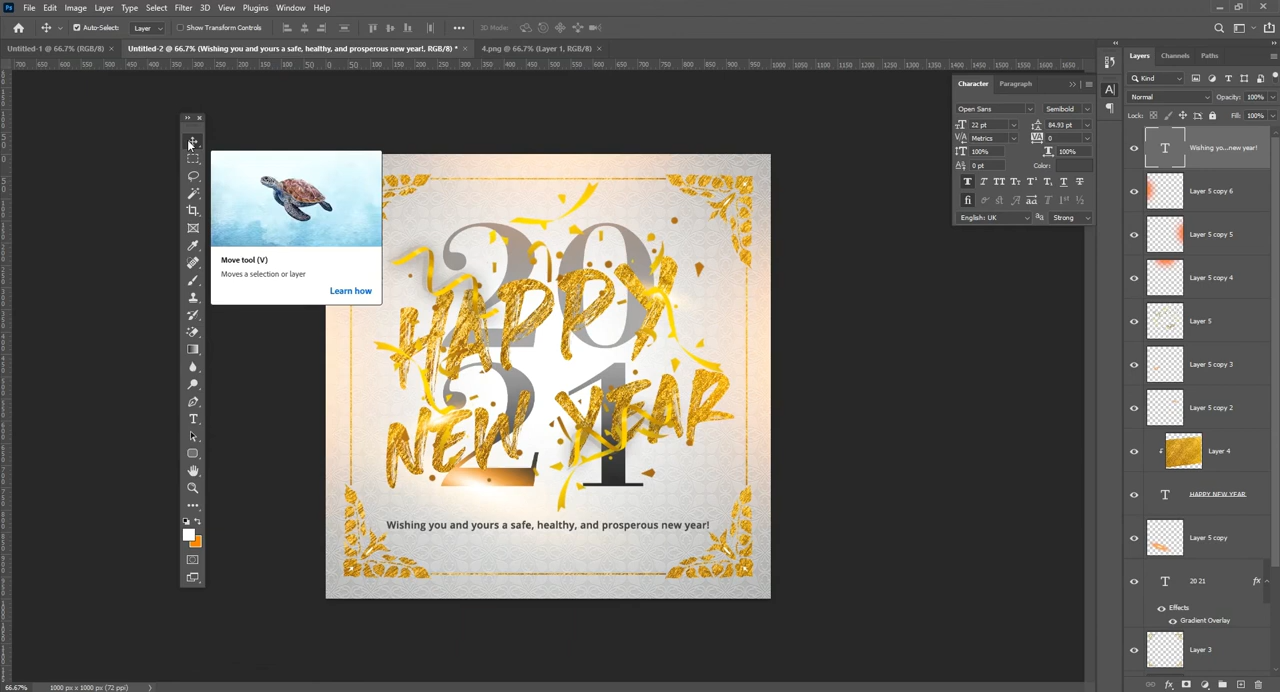 File Edit Image Layer Type Select Filter 3D View Plugins Window Help
Auto-Select: Layer Show Transform Controls 3D Mode:
Untitled-1 @ 66.7% (RGB/8) × Untitled-2 @ 66.7% (Wishing you and yours a safe, healthy, and prosperous new year!, RGB/8) * × 4.png @ 66.7% (Layer 1, RGB/8) ×
Move tool (V)
Moves a selection or layer
Learn how
20
HAPPY
21
NEW YEAR
Wishing you and yours a safe, healthy, and prosperous new year!
Character Paragraph
Open Sans Semibold
22 pt 84.93 pt
Metrics 0
100% 100%
0 pt Color:
English: UK Strong
Layers Channels Paths
Kind
Normal Opacity: 100%
Lock: Fill: 100%
Wishing yo...new year!
Layer 5 copy 6
Layer 5 copy 5
Layer 5 copy 4
Layer 5
Layer 5 copy 3
Layer 5 copy 2
Layer 4
HAPPY NEW YEAR
Layer 5 copy
20 21 fx
Effects
Gradient Overlay
Layer 3
66.67% 1000 px x 1000 px (72 ppi)